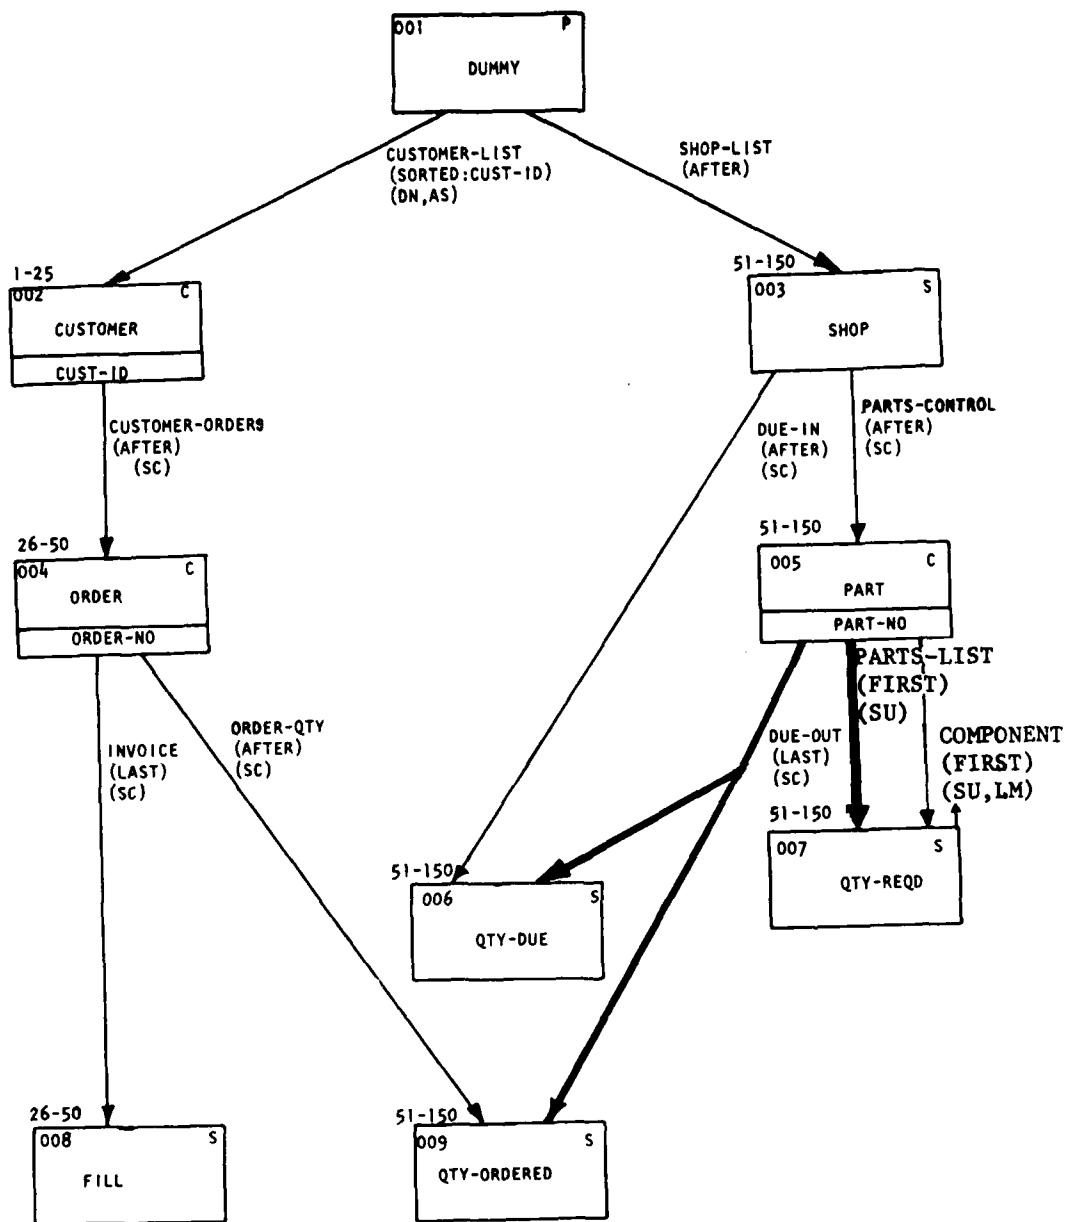 001 P
DUMMY
CUSTOMER-LIST
(SORTED:CUST-ID)
(DN,AS)
SHOP-LIST
(AFTER)
1-25
002 C
CUSTOMER
CUST-ID
51-150
003 S
SHOP
CUSTOMER-ORDERS
(AFTER)
(SC)
DUE-IN
(AFTER)
(SC)
PARTS-CONTROL
(AFTER)
(SC)
26-50
004 C
ORDER
ORDER-NO
51-150
005 C
PART
PART-NO
PARTS-LIST
(FIRST)
(SU)
INVOICE
(LAST)
(SC)
ORDER-QTY
(AFTER)
(SC)
DUE-OUT
(LAST)
(SC)
COMPONENT
(FIRST)
(SU,LM)
51-150
006 S
QTY-DUE
51-150
007 S
QTY-REQD
26-50
008 S
FILL
51-150
009 S
QTY-ORDERED